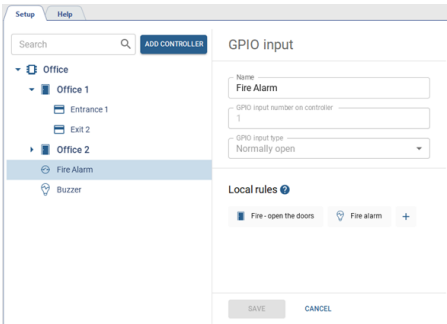 Setup
Help
Search
ADD CONTROLLER
Office
Office 1
Entrance 1
Exit 2
Office 2
Fire Alarm
Buzzer
GPIO input
Name
Fire Alarm
GPIO input number on controller
1
GPIO input type
Normally open
Local rules ?
Fire - open the doors
Fire alarm
+
SAVE
CANCEL